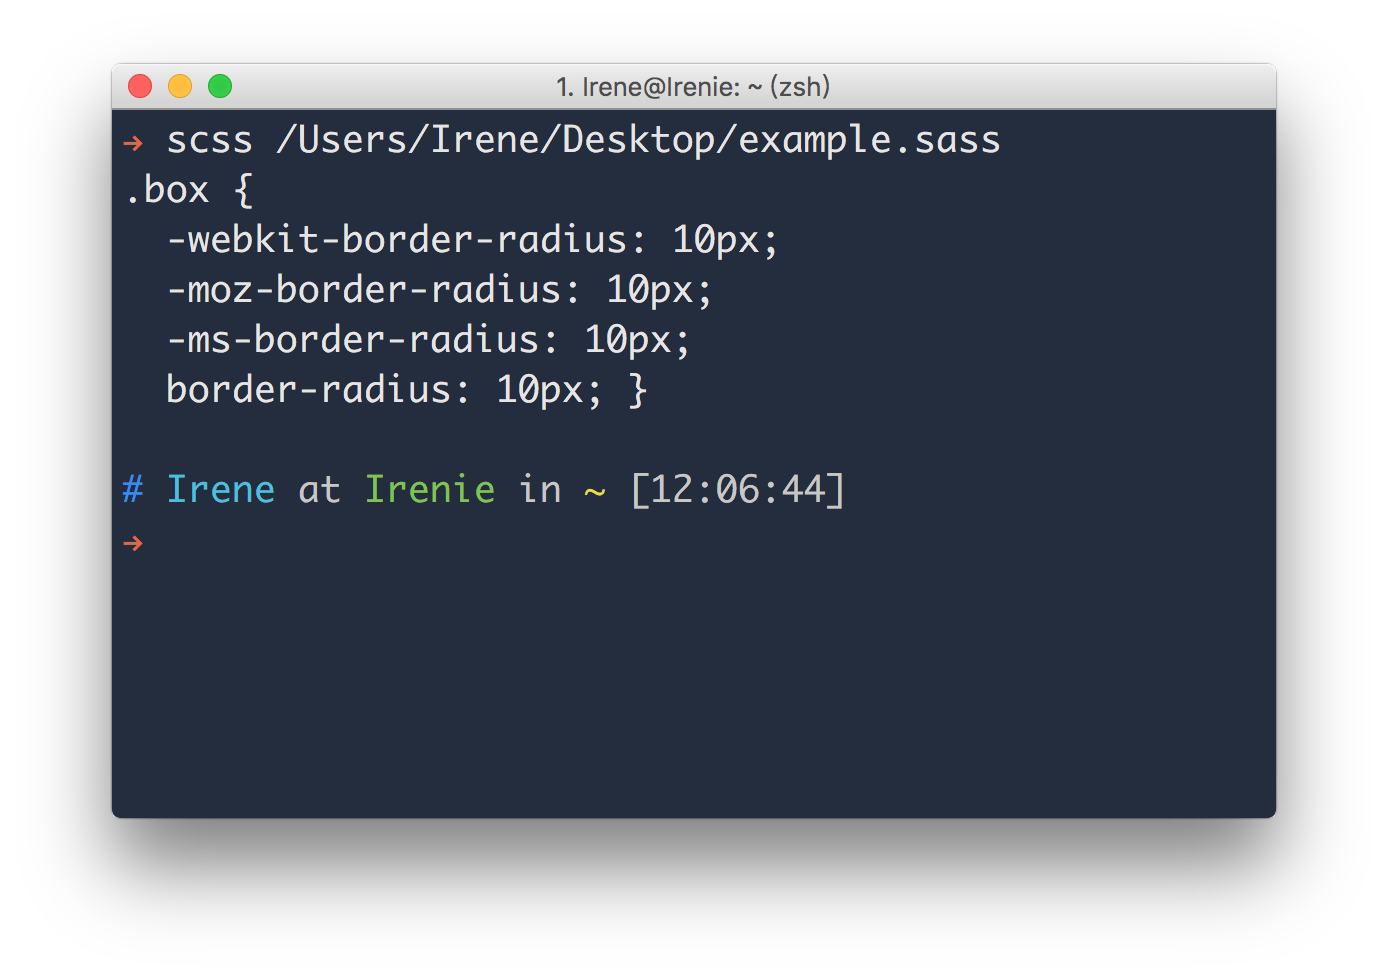 1. Irene@Irenie: ~ (zsh)
→ scss /Users/Irene/Desktop/example.sass
.box {
  -webkit-border-radius: 10px;
  -moz-border-radius: 10px;
  -ms-border-radius: 10px;
  border-radius: 10px; }
# Irene at Irenie in ~ [12:06:44]
→